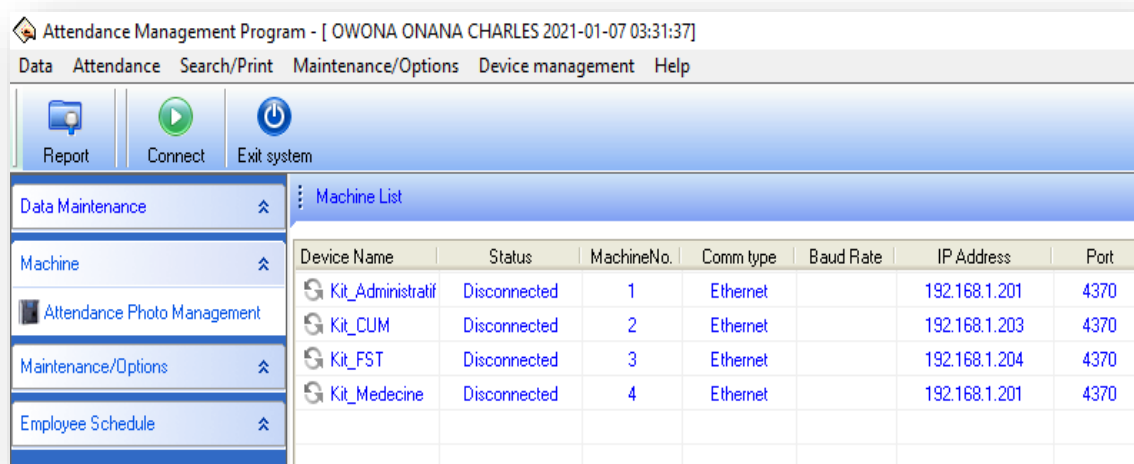 Attendance Management Program - [ OWONA ONANA CHARLES 2021-01-07 03:31:37]
Data Attendance Search/Print Maintenance/Options Device management Help
Report Connect Exit system
Data Maintenance
Machine
Attendance Photo Management
Maintenance/Options
Employee Schedule
Machine List
Device Name Status MachineNo. Comm type Baud Rate IP Address Port
Kit_Administratif Disconnected 1 Ethernet 192.168.1.201 4370
Kit_CUM Disconnected 2 Ethernet 192.168.1.203 4370
Kit_FST Disconnected 3 Ethernet 192.168.1.204 4370
Kit_Medecine Disconnected 4 Ethernet 192.168.1.201 4370